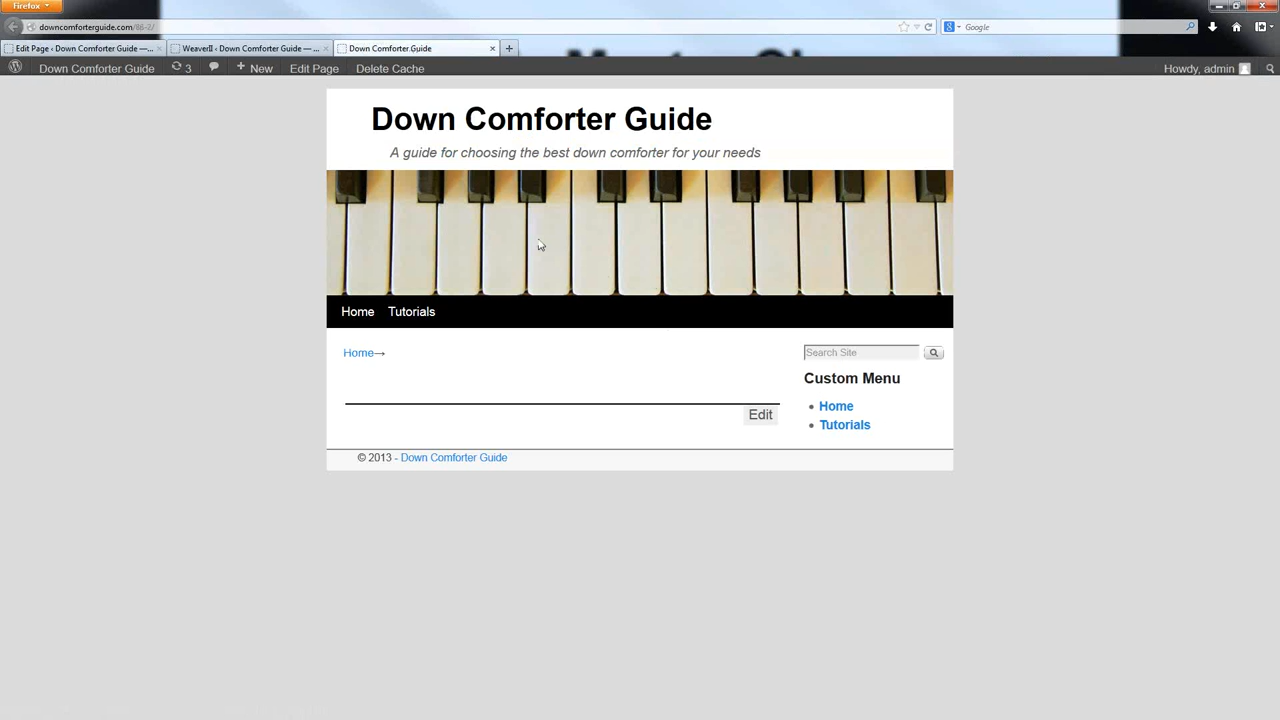 Firefox
downcomforterguide.com/88-2/
Google
Edit Page ‹ Down Comforter Guide —...
WeaverII ‹ Down Comforter Guide — ...
Down Comforter Guide
Down Comforter Guide
3
New
Edit Page
Delete Cache
Howdy, admin
Down Comforter Guide
A guide for choosing the best down comforter for your needs
Home
Tutorials
Home→
Search Site
Custom Menu
Home
Tutorials
Edit
© 2013 - Down Comforter Guide